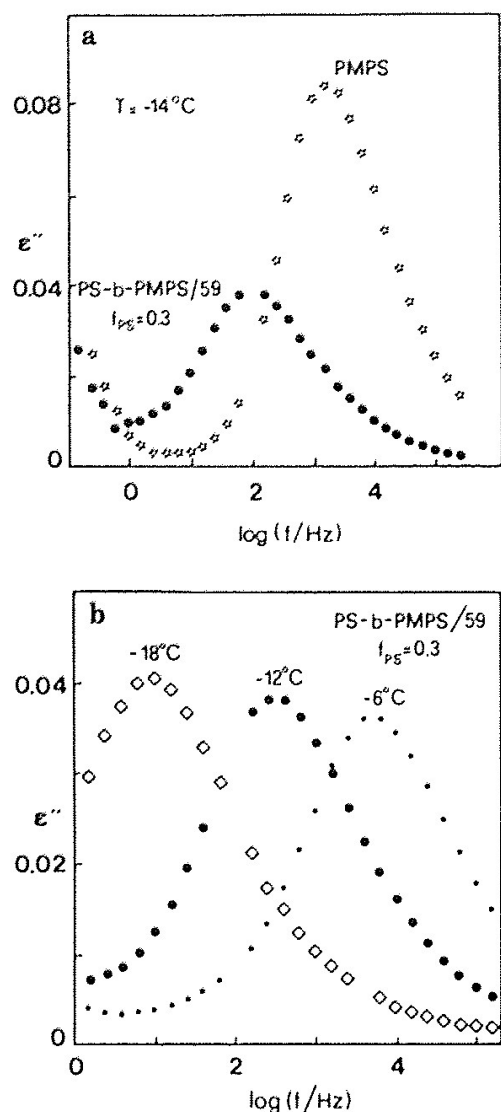 a
PMPS
0.08
T = -14°C
ε″
0.04
PS-b-PMPS/59
f_PS=0.3
0
0 2 4
log (f/Hz)
b
PS-b-PMPS/59
f_PS=0.3
-18°C
-12°C
-6°C
0.04
ε″
0.02
0
0 2 4
log (f/Hz)